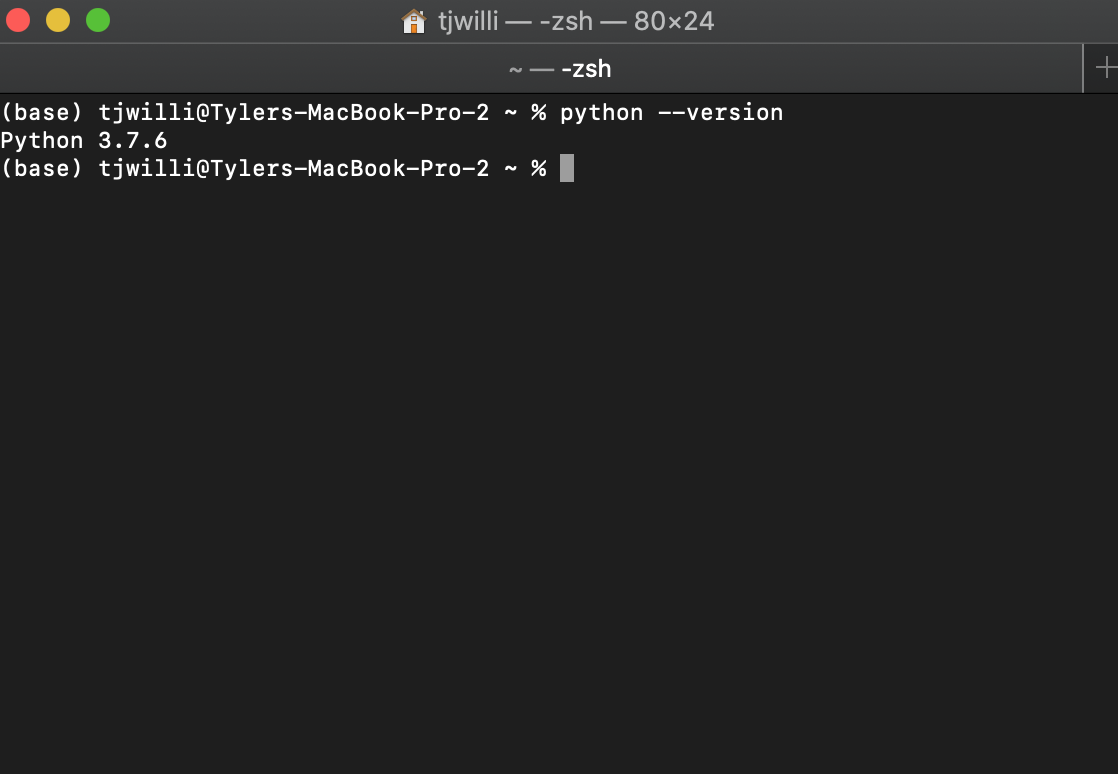 tjwilli — -zsh — 80×24
~ — -zsh
(base) tjwilli@Tylers-MacBook-Pro-2 ~ % python --version
Python 3.7.6
(base) tjwilli@Tylers-MacBook-Pro-2 ~ %